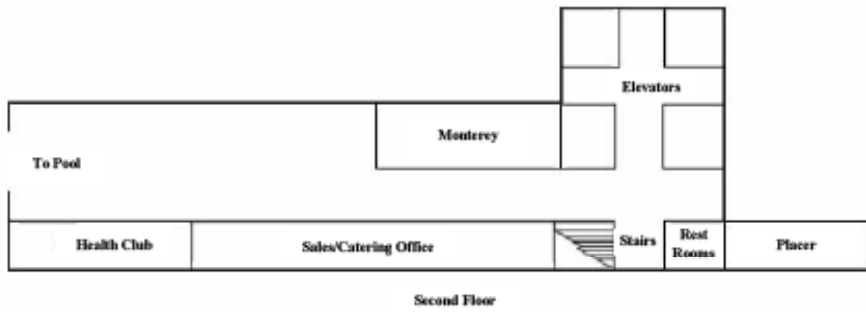 Elevators
Monterey
To Pool
Health Club
Sales/Catering Office
Stairs
Rest
Rooms
Placer
Second Floor